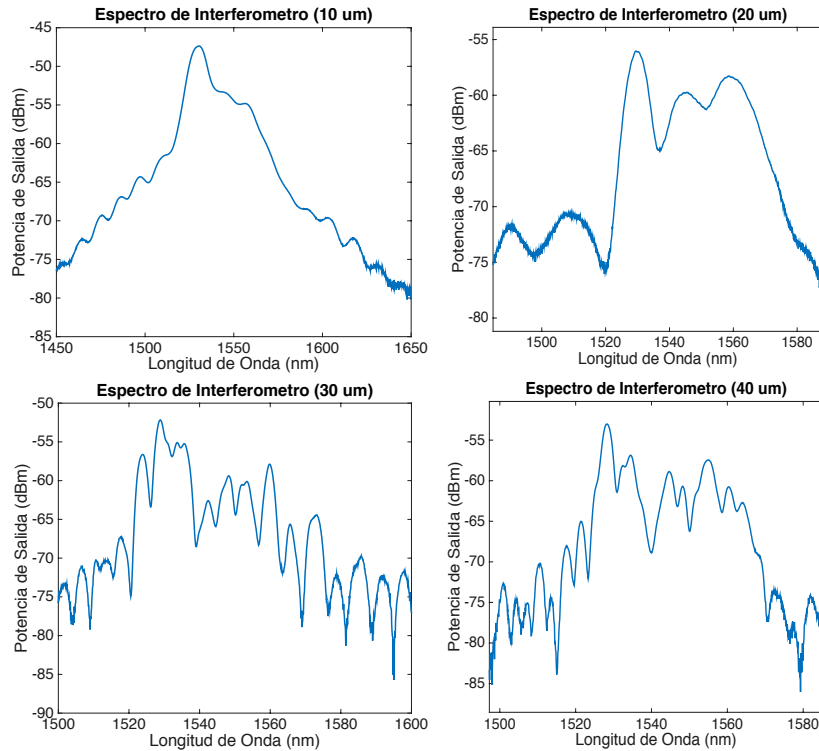 Espectro de Interferometro (10 um)
Potencia de Salida (dBm)
-45
-50
-55
-60
-65
-70
-75
-80
-85
1450 1500 1550 1600 1650
Longitud de Onda (nm)
Espectro de Interferometro (20 um)
Potencia de Salida (dBm)
-55
-60
-65
-70
-75
-80
1500 1520 1540 1560 1580
Longitud de Onda (nm)
Espectro de Interferometro (30 um)
Potencia de Salida (dBm)
-50
-55
-60
-65
-70
-75
-80
-85
-90
1500 1520 1540 1560 1580 1600
Longitud de Onda (nm)
Espectro de Interferometro (40 um)
Potencia de Salida (dBm)
-55
-60
-65
-70
-75
-80
-85
1500 1520 1540 1560 1580
Longitud de Onda (nm)